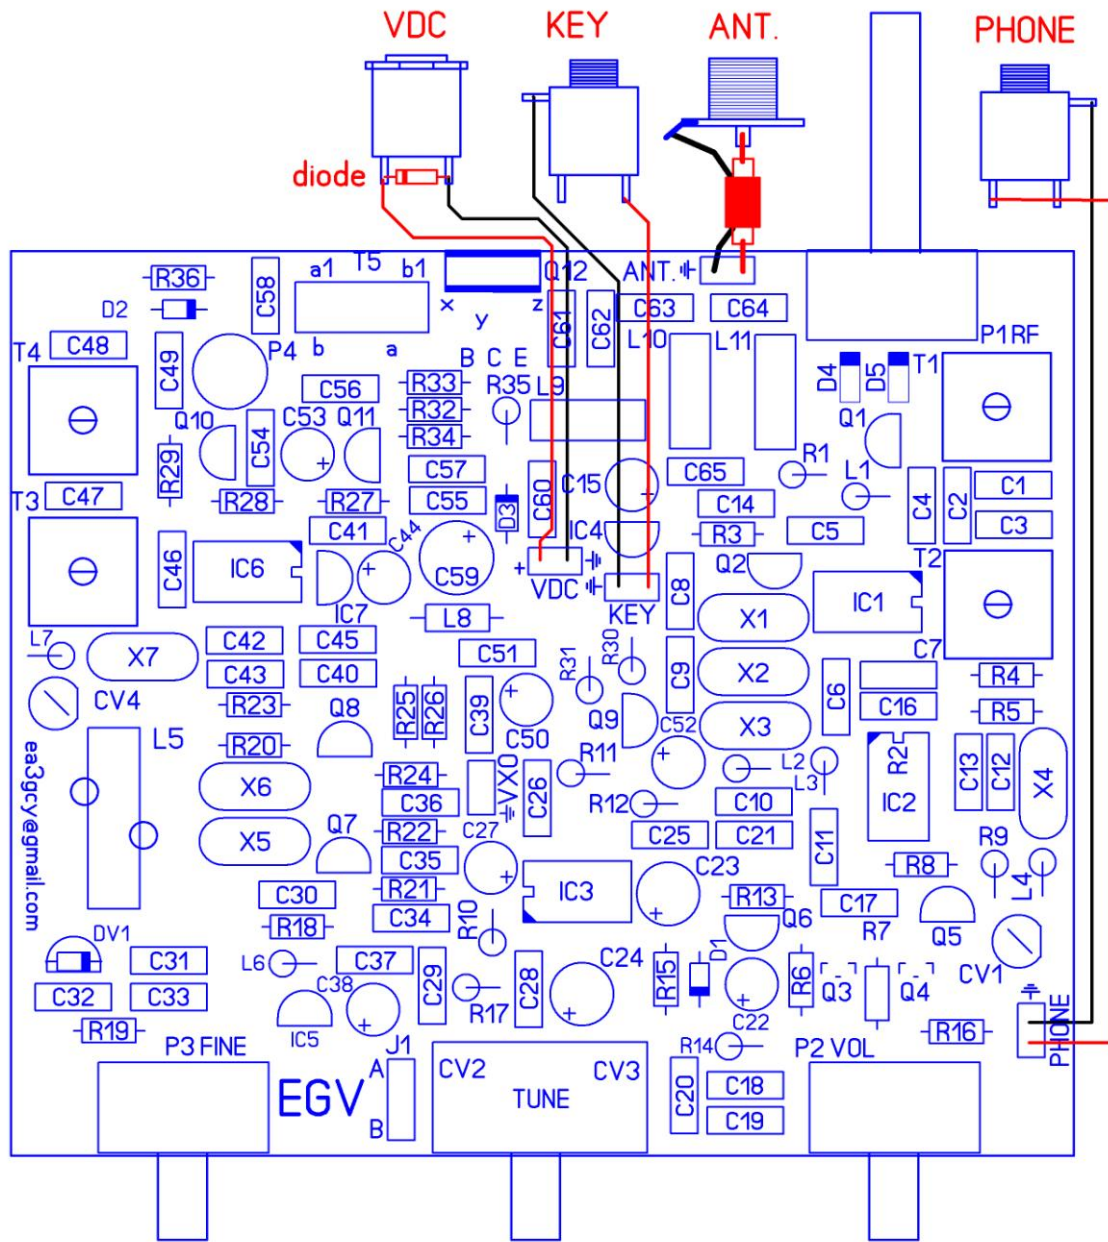 VDC
KEY
ANT.
PHONE
diode
R36
D2
C58
a1
T5
b1
Q12
ANT.
x
y
z
C61
C62
C63
C64
P1 RF
T4
C48
C49
P4
b
a
B C E
L10
L11
D4
D5
T1
C56
R33
R35
L9
Q10
C54
C53
Q11
R32
R34
Q1
R29
R28
R27
C57
C55
D3
C60
C15
C65
R1
L1
C14
C4
C2
C1
C3
T3
C47
C41
C44
IC4
R3
C5
C46
IC6
IC7
C59
+
VDC
KEY
C8
Q2
IC1
T2
L8
X1
L7
X7
C42
C45
C43
C40
C51
R31
R30
C9
X2
C7
C6
C16
R4
R5
CV4
R23
Q8
R25
R26
C39
C50
Q9
C52
X3
L5
R20
R24
VXO
C26
R11
L2
L3
R2
IC2
C13
C12
X4
X6
C36
R12
C10
X5
Q7
R22
C27
C25
C21
C11
C35
R9
R8
L4
C30
R21
IC3
C23
R13
C17
R18
C34
R10
Q6
R7
Q5
ea3gcy@gmail.com
DV1
C31
L6
C37
C29
C28
C24
R15
D1
R6
Q3
Q4
CV1
C32
C33
C38
R17
C22
R19
IC5
R14
R16
PHONE
P3 FINE
J1
A
B
EGV
CV2
CV3
TUNE
C20
C18
C19
P2 VOL